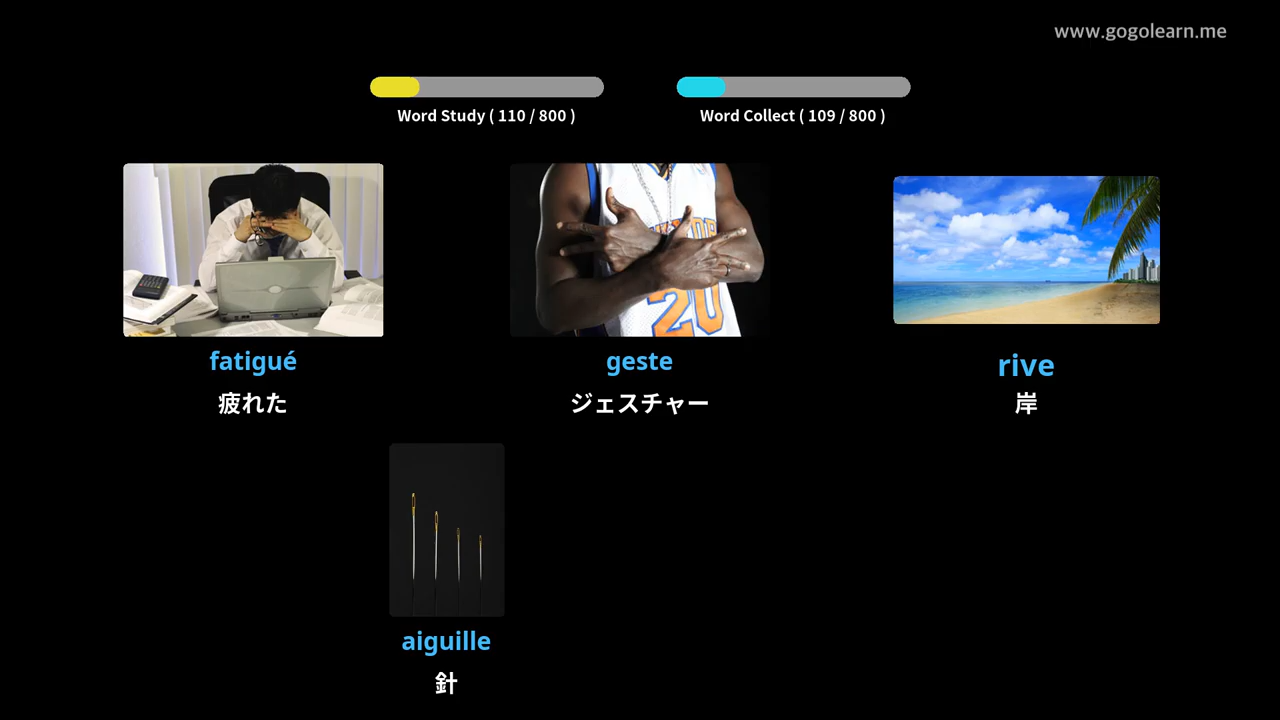 www.gogolearn.me
Word Study ( 110 / 800 )
Word Collect ( 109 / 800 )
20
fatigué
疲れた
geste
ジェスチャー
rive
岸
aiguille
針